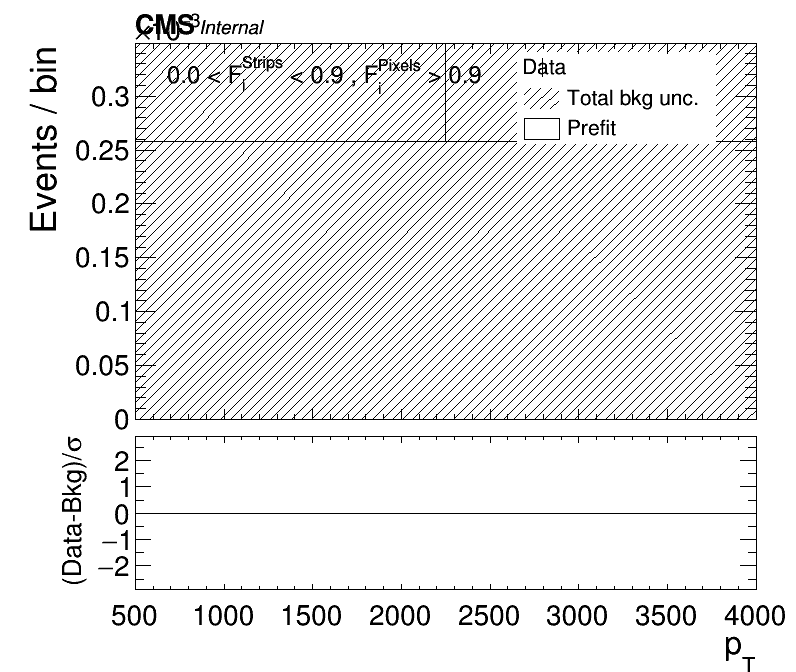 CMS Internal
×10⁻³
0.0 < F_i^Strips < 0.9 , F_i^Pixels > 0.9
Data
Total bkg unc.
Prefit
Events / bin
0.3
0.25
0.2
0.15
0.1
0.05
0
(Data-Bkg)/σ
2
1
0
−1
−2
500 1000 1500 2000 2500 3000 3500 4000
p_T